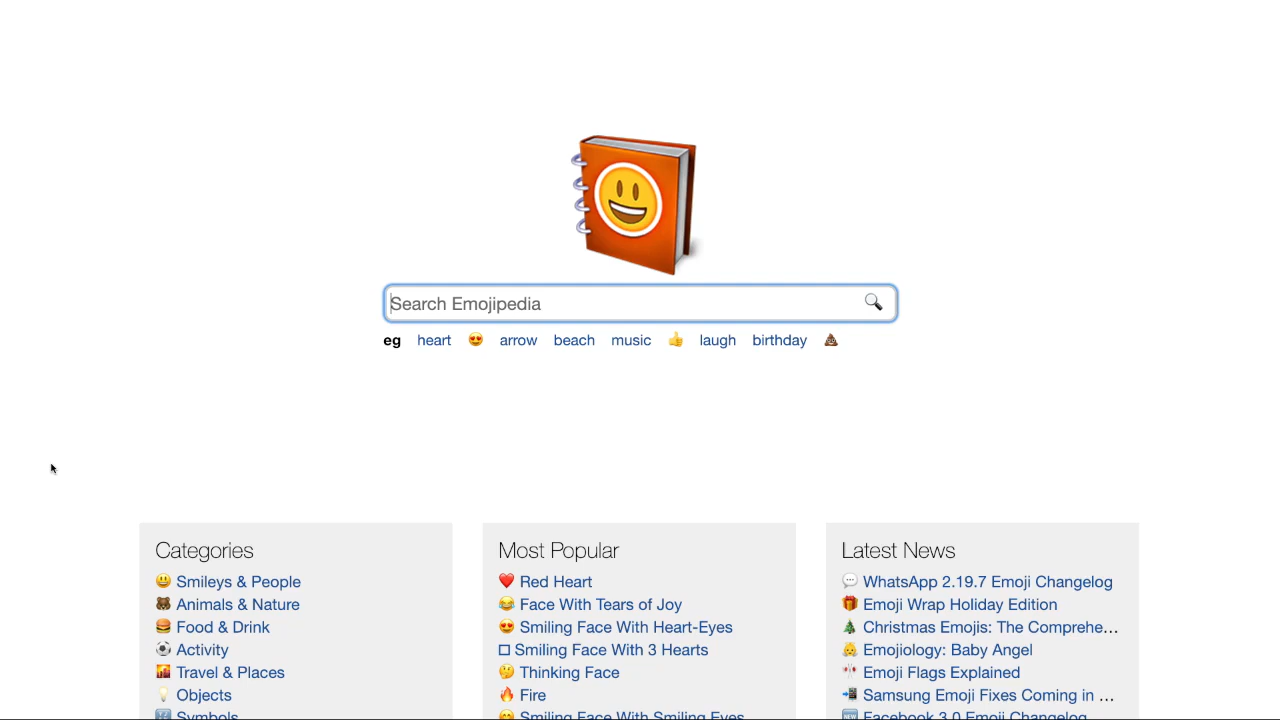 Search Emojipedia
eg heart 😍 arrow beach music 👍 laugh birthday 💩
Categories
Smileys & People
Animals & Nature
Food & Drink
Activity
Travel & Places
Objects
Symbols
Most Popular
Red Heart
Face With Tears of Joy
Smiling Face With Heart-Eyes
Smiling Face With 3 Hearts
Thinking Face
Fire
Smiling Face With Smiling Eyes
Latest News
WhatsApp 2.19.7 Emoji Changelog
Emoji Wrap Holiday Edition
Christmas Emojis: The Comprehe...
Emojiology: Baby Angel
Emoji Flags Explained
Samsung Emoji Fixes Coming in ...
Facebook 3.0 Emoji Changelog